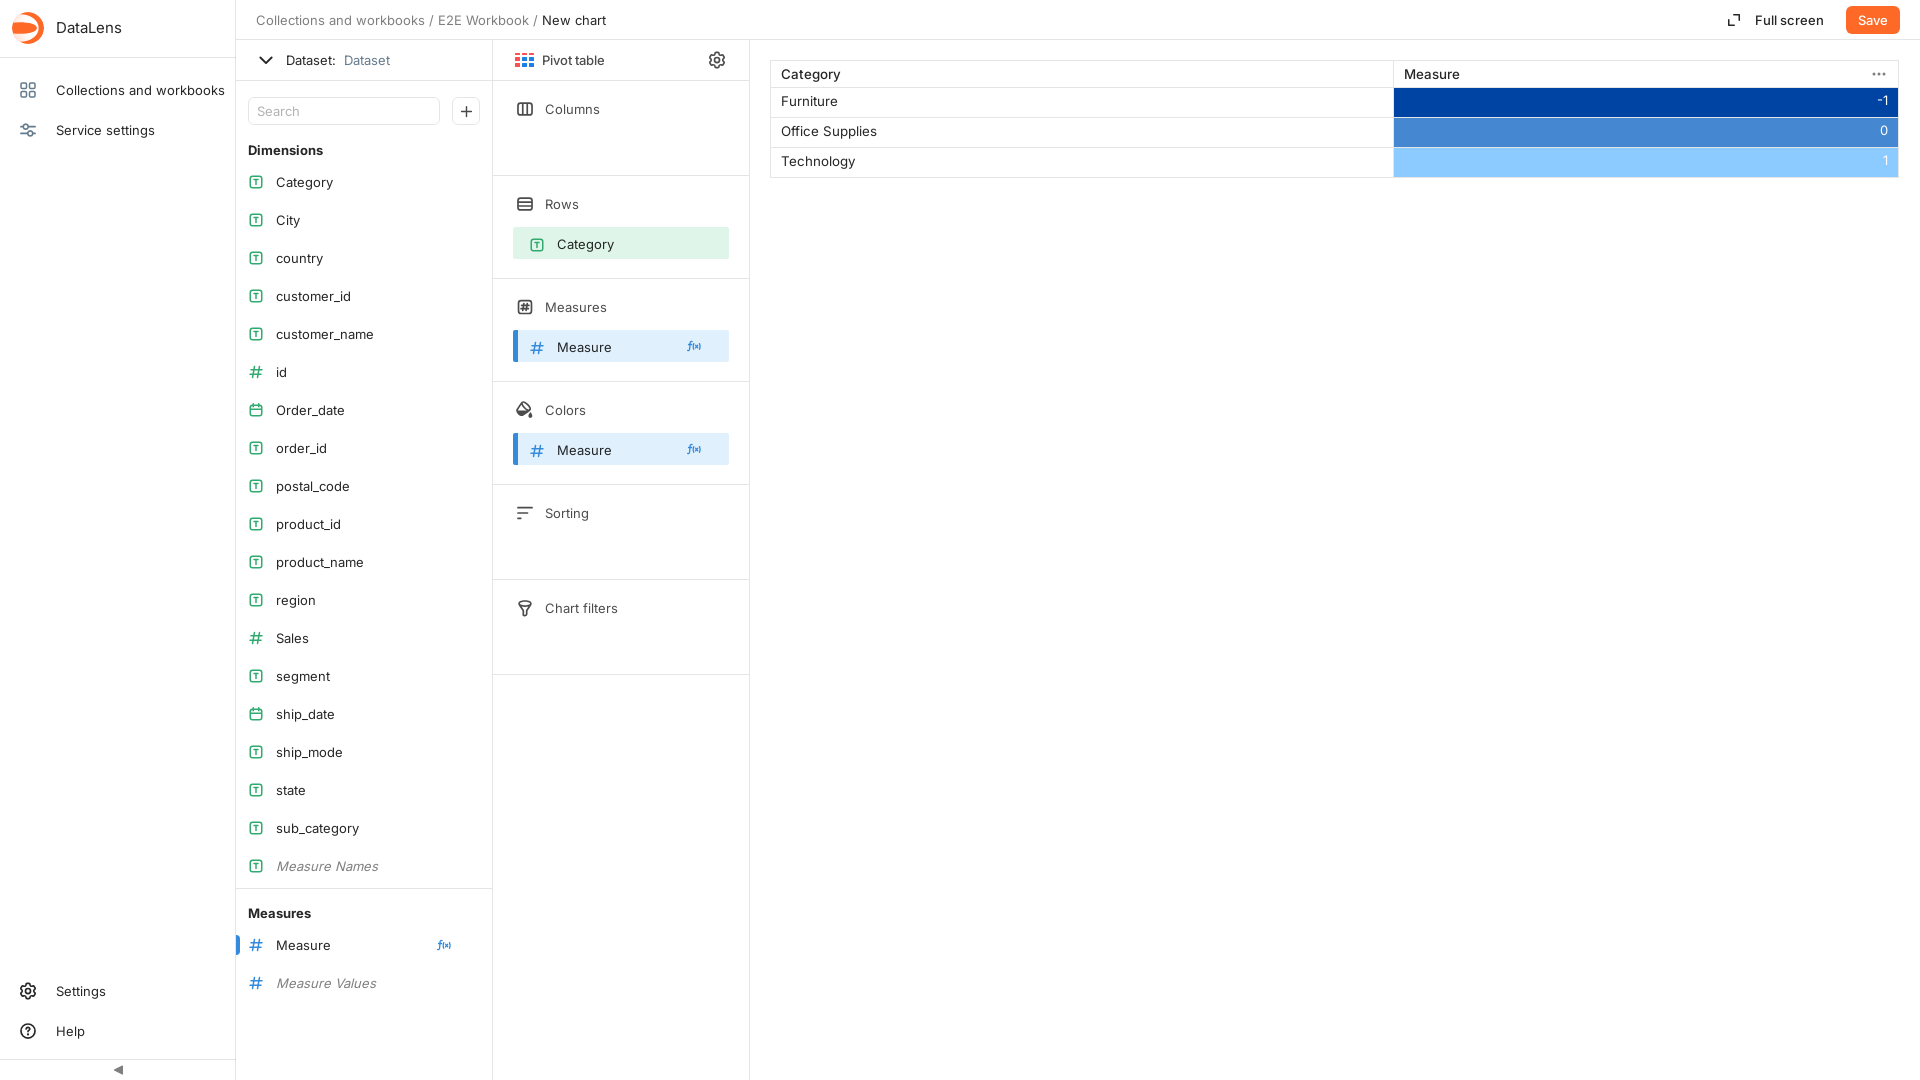 DataLens
Collections and workbooks
Service settings
Settings
Help
Collections and workbooks / E2E Workbook / New chart
Full screen
Save
Dataset: Dataset
Search
Dimensions
Category
City
country
customer_id
customer_name
id
Order_date
order_id
postal_code
product_id
product_name
region
Sales
segment
ship_date
ship_mode
state
sub_category
Measure Names
Measures
Measure
Measure Values
Pivot table
Columns
Rows
Category
Measures
Measure
Colors
Measure
Sorting
Chart filters
Category Measure
Furniture -1
Office Supplies 0
Technology 1